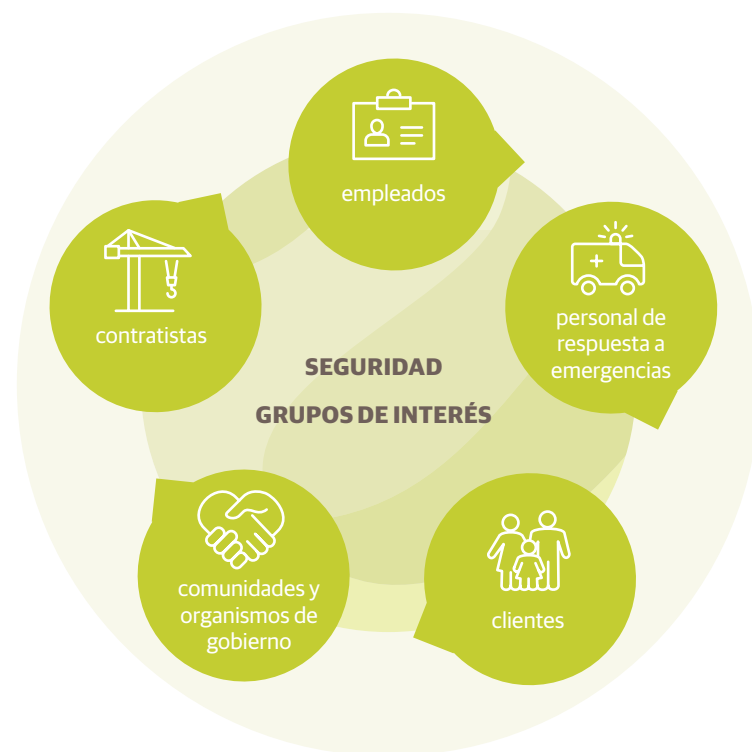 empleados
personal de
respuesta a
emergencias
contratistas
SEGURIDAD
GRUPOS DE INTERÉS
comunidades y
organismos de
gobierno
clientes